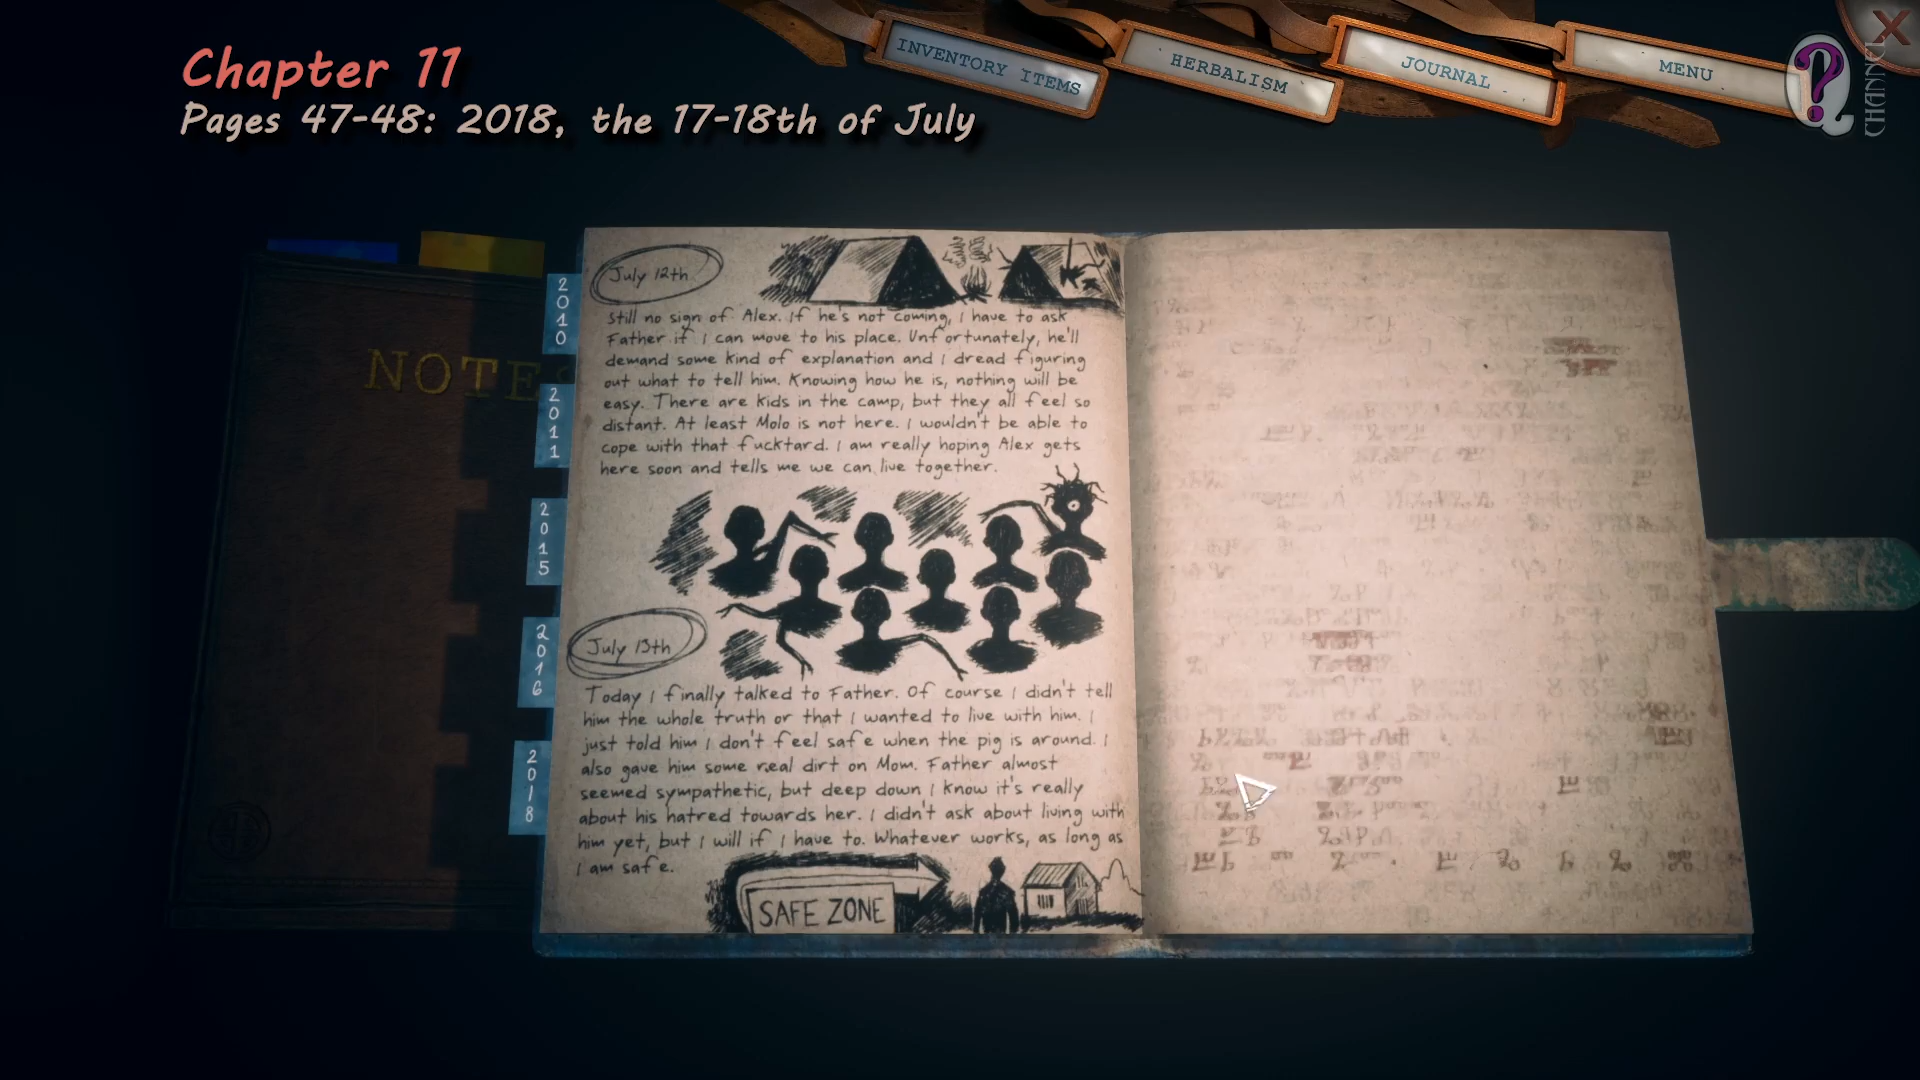 Chapter 11
Pages 47-48: 2018, the 17-18th of July
INVENTORY ITEMS
HERBALISM
JOURNAL
MENU
CHANNEL
NOTE
2010
2011
2015
2016
2018
July 12th
Still no sign of Alex. If he's not coming, I have to ask
Father if I can move to his place. Unfortunately, he'll
demand some kind of explanation and I dread figuring
out what to tell him. Knowing how he is, nothing will be
easy. There are kids in the camp, but they all feel so
distant. At least Molo is not here. I wouldn't be able to
cope with that fucktard. I am really hoping Alex gets
here soon and tells me we can live together.
July 13th
Today I finally talked to Father. Of course I didn't tell
him the whole truth or that I wanted to live with him. I
just told him I don't feel safe when the pig is around. I
also gave him some real dirt on Mom. Father almost
seemed sympathetic, but deep down I know it's really
about his hatred towards her. I didn't ask about living with
him yet, but I will if I have to. Whatever works, as long as
I am safe.
SAFE ZONE